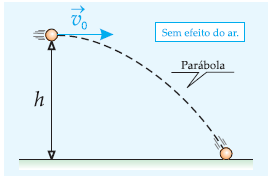 v₀
Sem efeito do ar.
Parábola
h